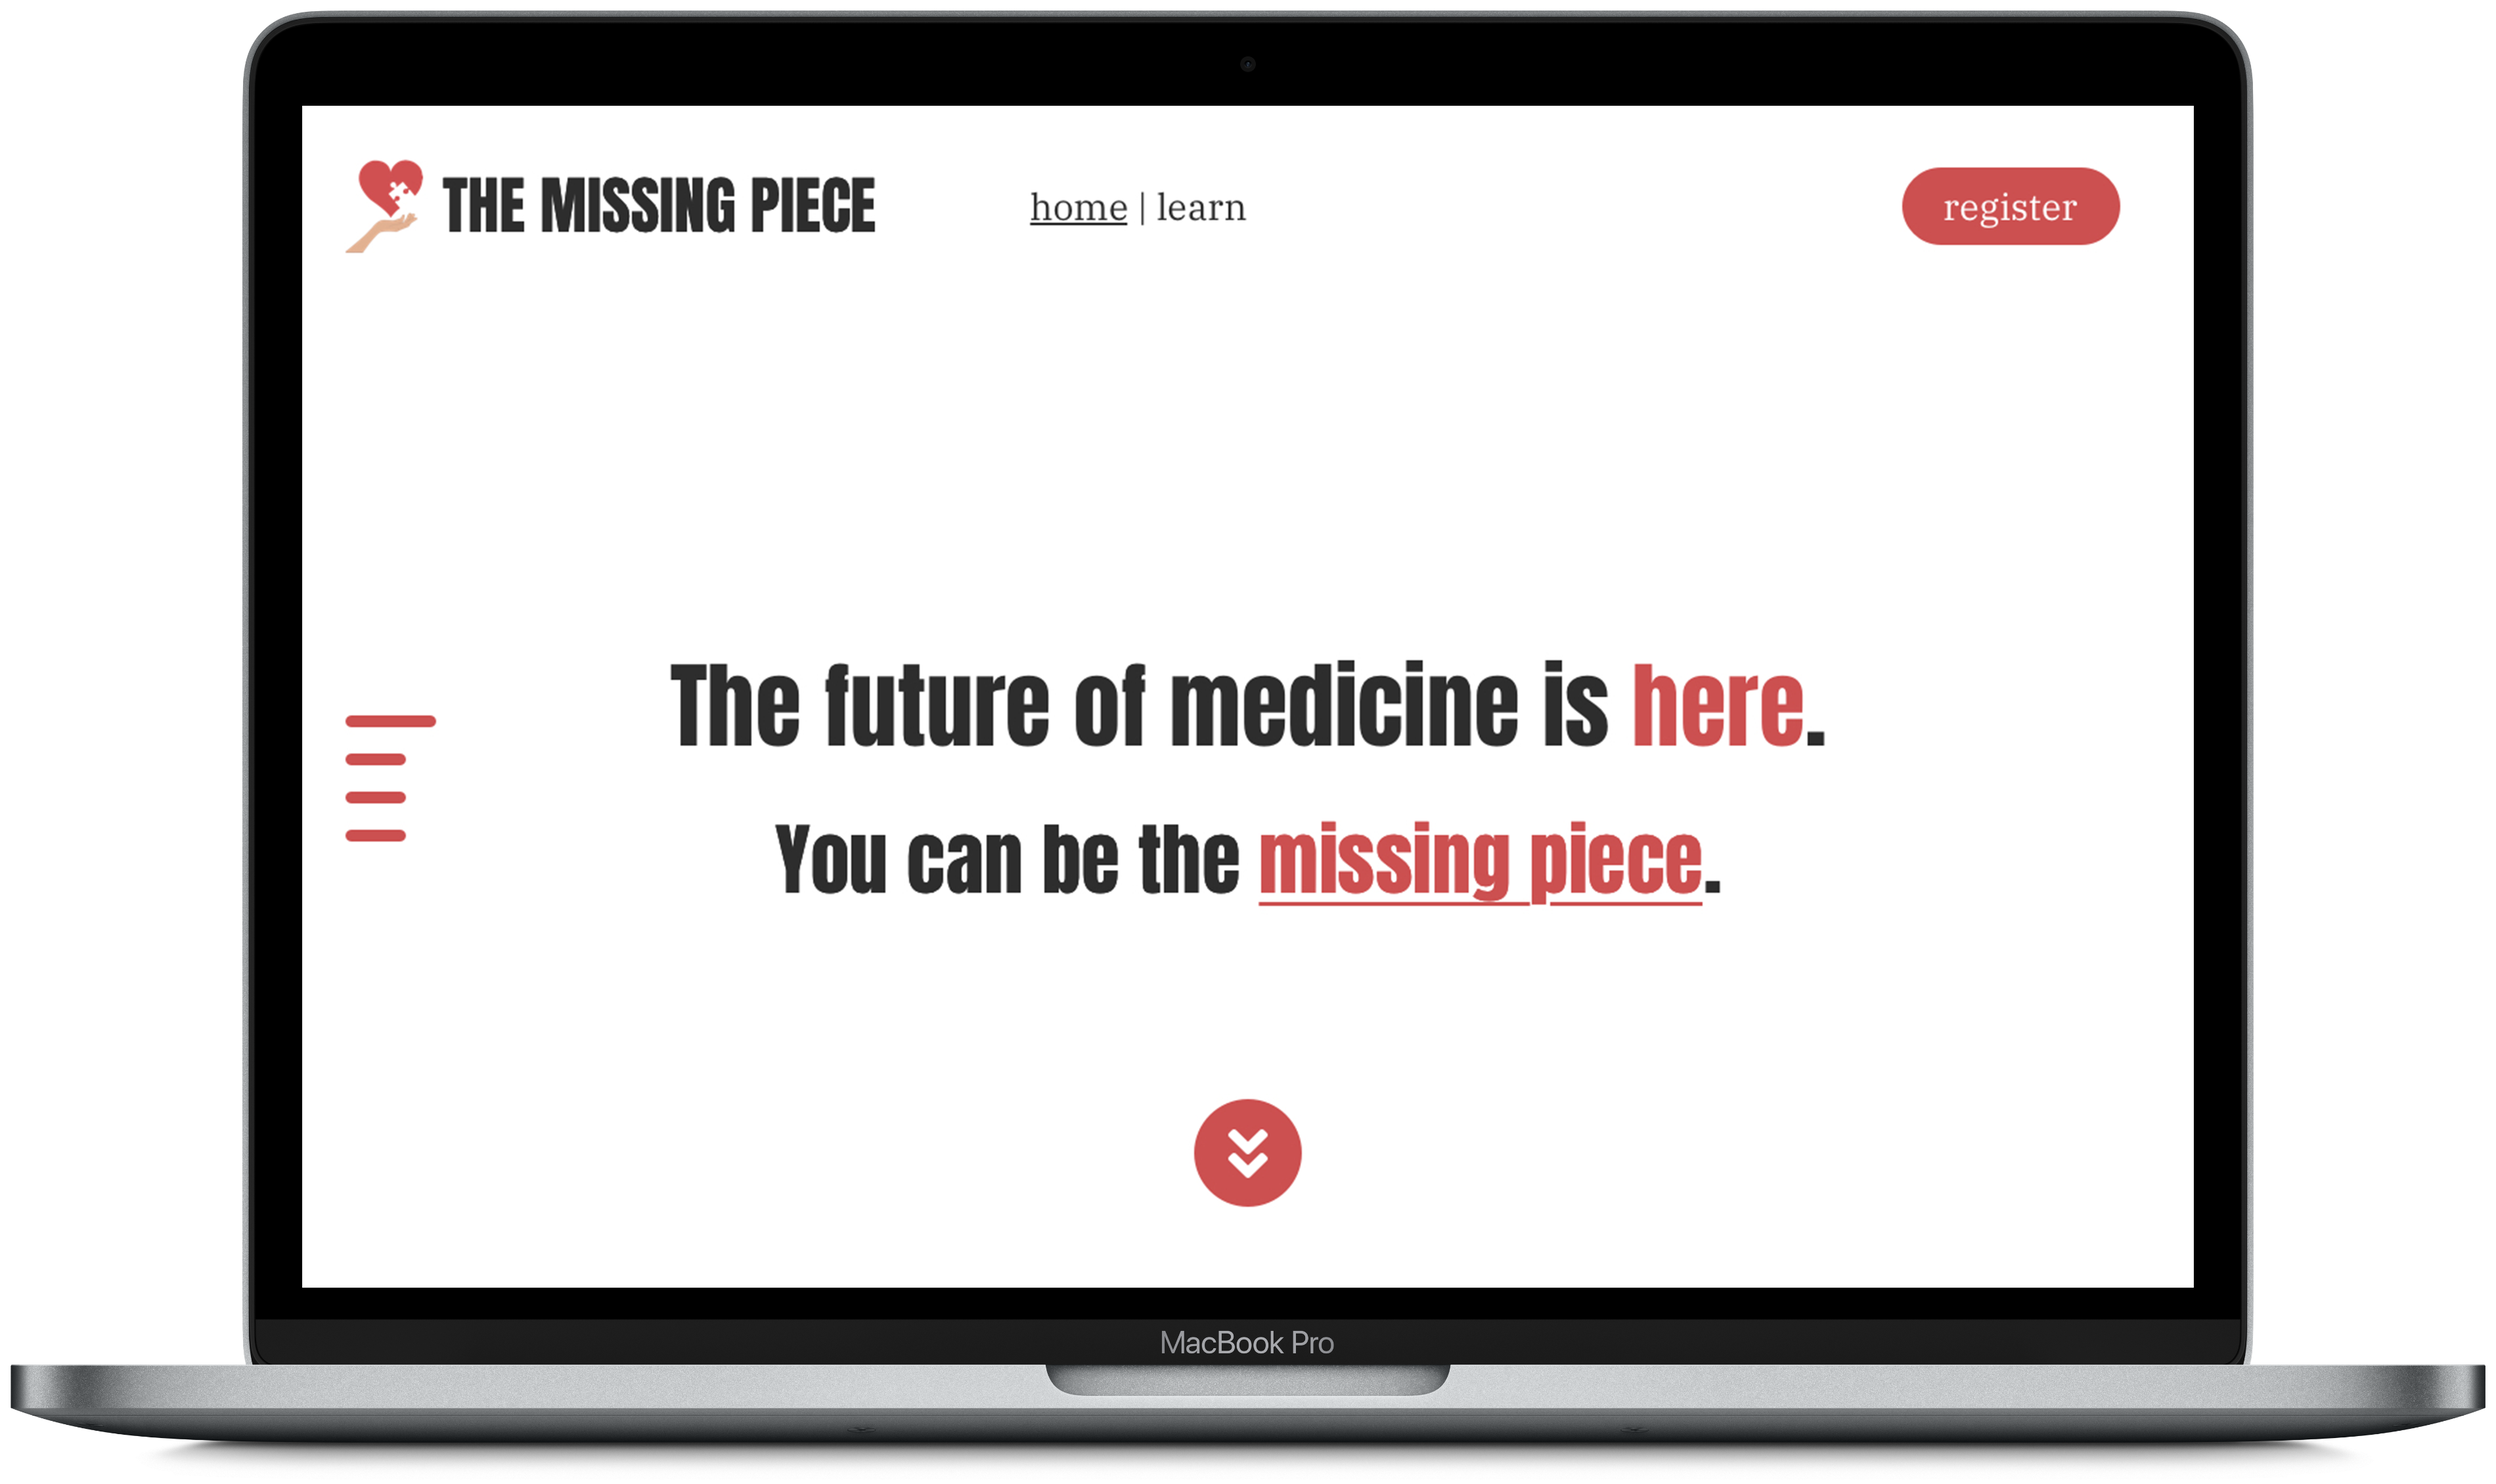 THE MISSING PIECE
home | learn
register
The future of medicine is here.
You can be the missing piece.
MacBook Pro